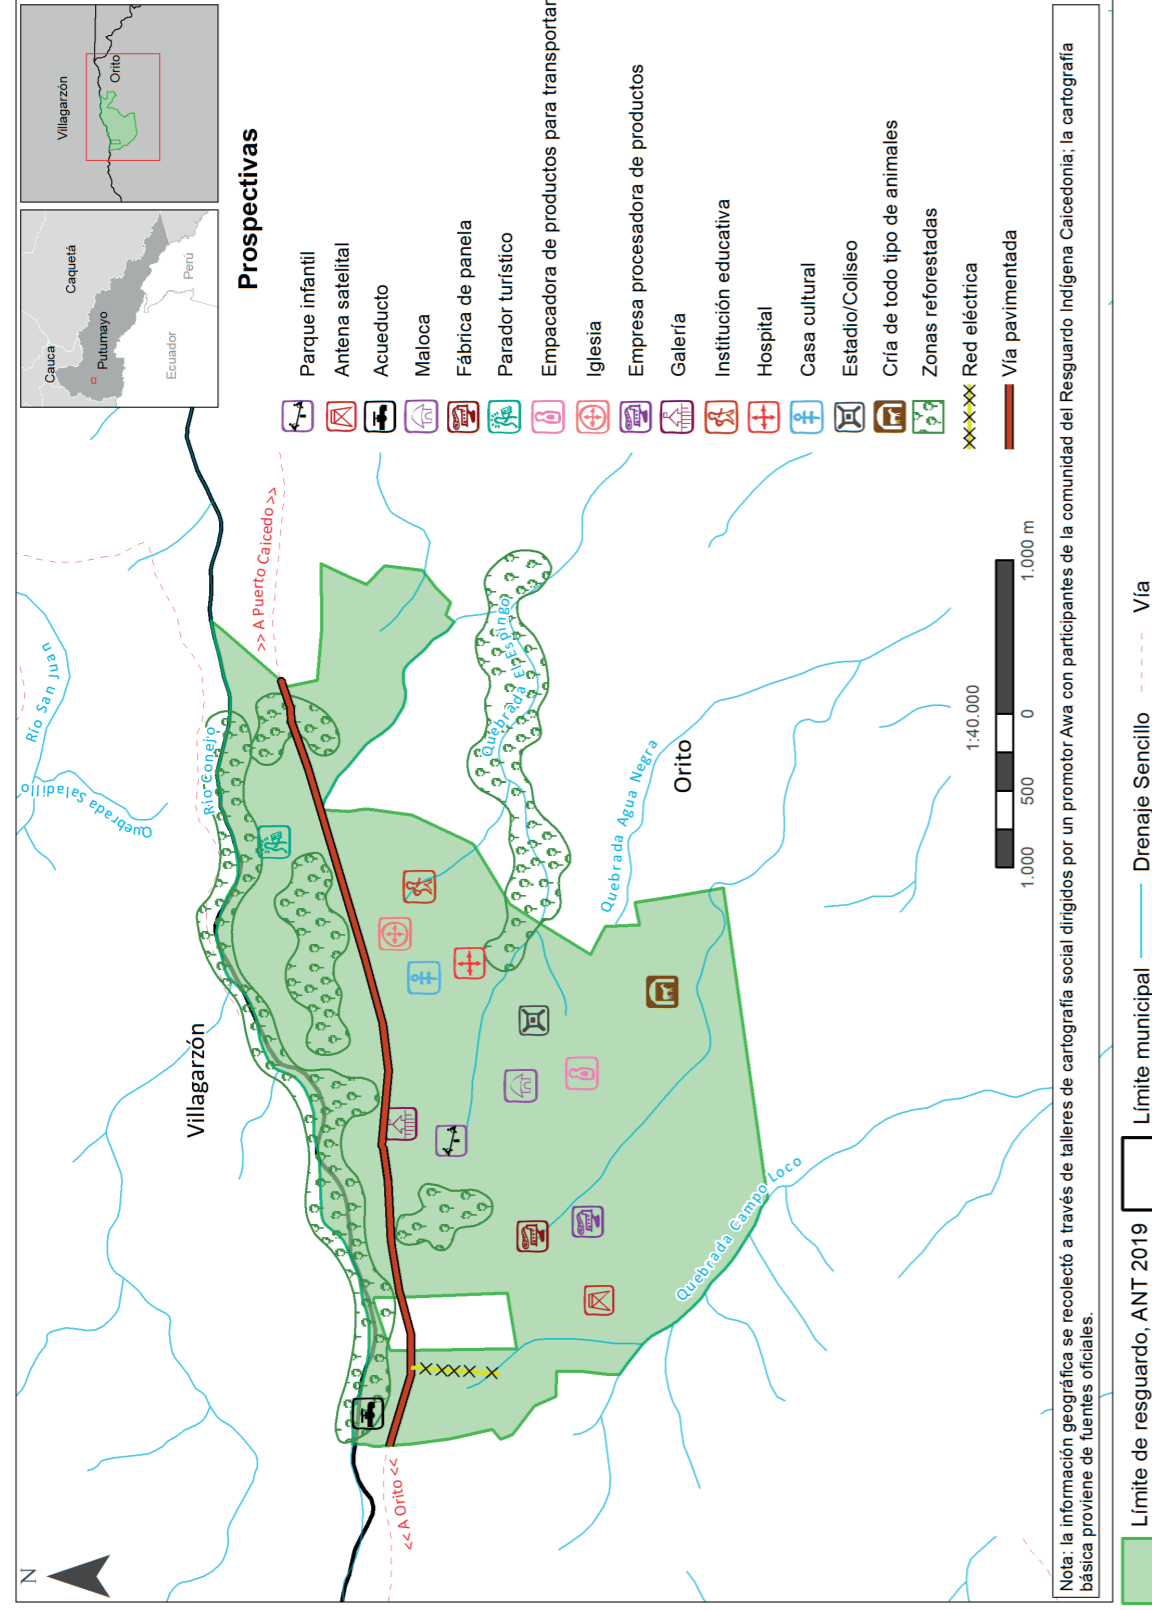 N
Villagarzón
Orito
Cauca
Caquetá
Putumayo
Ecuador
Perú
Río San Juan
Quebrada Saladillo
Río Conejo
Villagarzón
>> A Puerto Caicedo >>
<< A Orito <<
Quebrada El Espingo
Quebrada Agua Negra
Orito
Quebrada Campo Loco
Prospectivas
Parque infantil
Antena satelital
Acueducto
Maloca
Fábrica de panela
Parador turístico
Empacadora de productos para transportar
Iglesia
Empresa procesadora de productos
Galería
Institución educativa
Hospital
Casa cultural
Estadio/Coliseo
Cría de todo tipo de animales
Zonas reforestadas
Red eléctrica
Vía pavimentada
1:40.000
1.000 500 0 1.000 m
Nota: la información geográfica se recolectó a través de talleres de cartografía social dirigidos por un promotor Awa con participantes de la comunidad del Resguardo Indígena Caicedonia; la cartografía
básica proviene de fuentes oficiales.
Límite de resguardo, ANT 2019 Límite municipal Drenaje Sencillo Vía